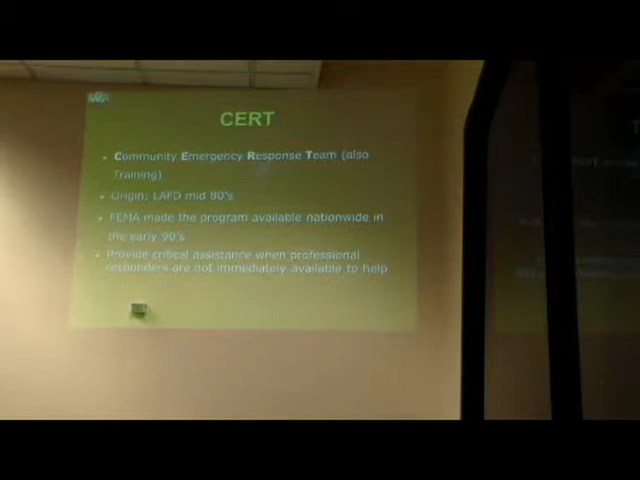 CERT
• Community Emergency Response Team (also
Training)
• Origin; LAFD mid 80's
• FEMA made the program available nationwide in
the early 90's
• Provide critical assistance when professional
responders are not immediately available to help